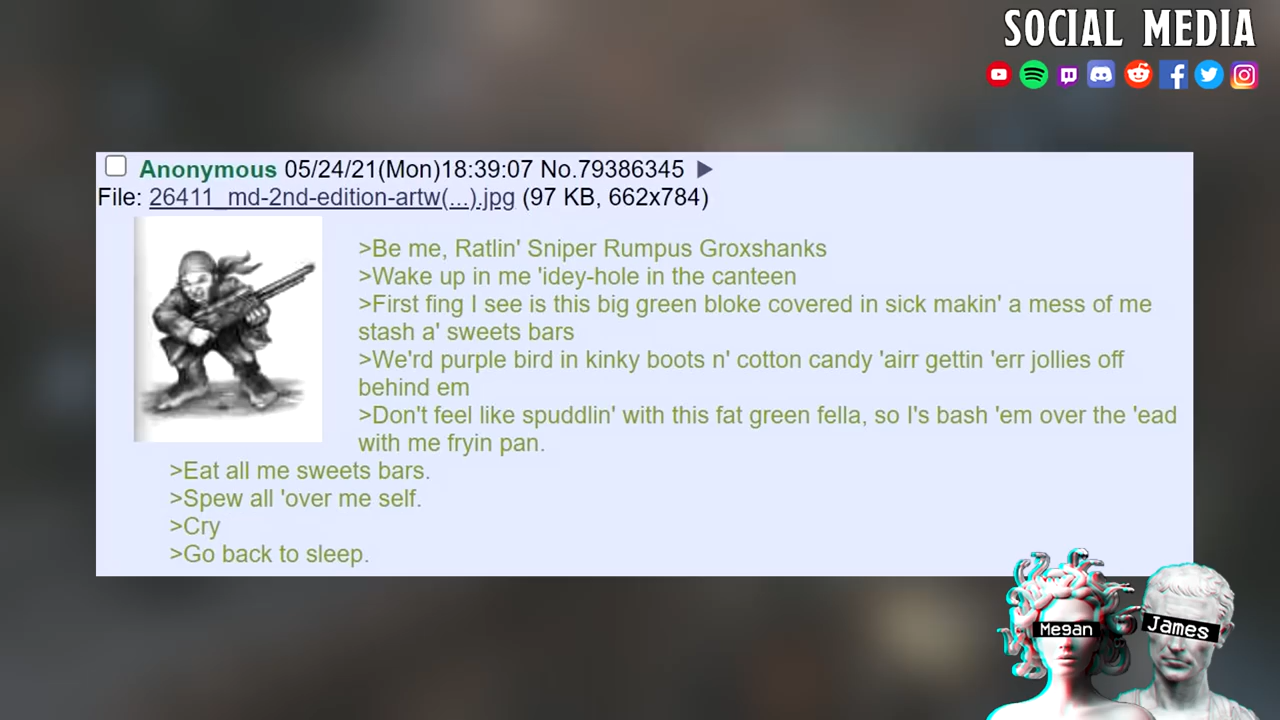 SOCIAL MEDIA
Anonymous 05/24/21(Mon)18:39:07 No.79386345
File: 26411_md-2nd-edition-artw(...).jpg (97 KB, 662x784)
>Be me, Ratlin' Sniper Rumpus Groxshanks
>Wake up in me 'idey-hole in the canteen
>First fing I see is this big green bloke covered in sick makin' a mess of me
stash a' sweets bars
>We'rd purple bird in kinky boots n' cotton candy 'airr gettin 'err jollies off
behind em
>Don't feel like spuddlin' with this fat green fella, so I's bash 'em over the 'ead
with me fryin pan.
>Eat all me sweets bars.
>Spew all 'over me self.
>Cry
>Go back to sleep.
Megan
James